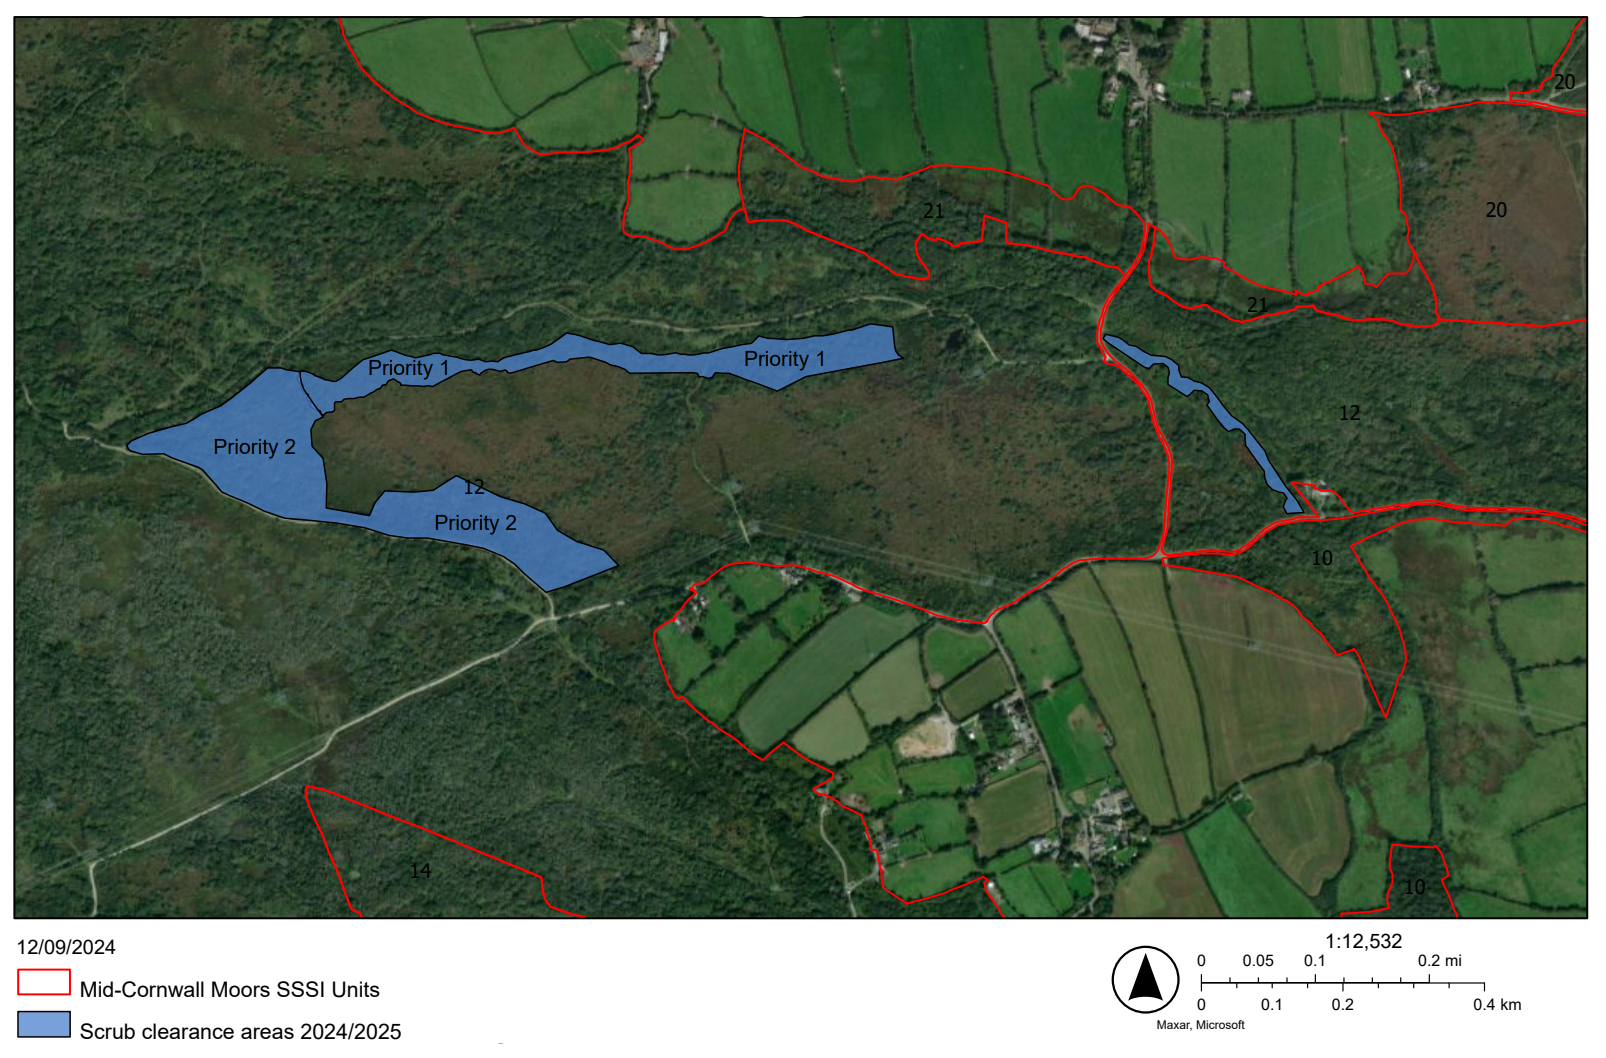 20
20
21
21
Priority 1
Priority 1
12
Priority 2
12
Priority 2
10
14
10
12/09/2024
Mid-Cornwall Moors SSSI Units
Scrub clearance areas 2024/2025
1:12,532
0 0.05 0.1 0.2 mi
0 0.1 0.2 0.4 km
Maxar, Microsoft